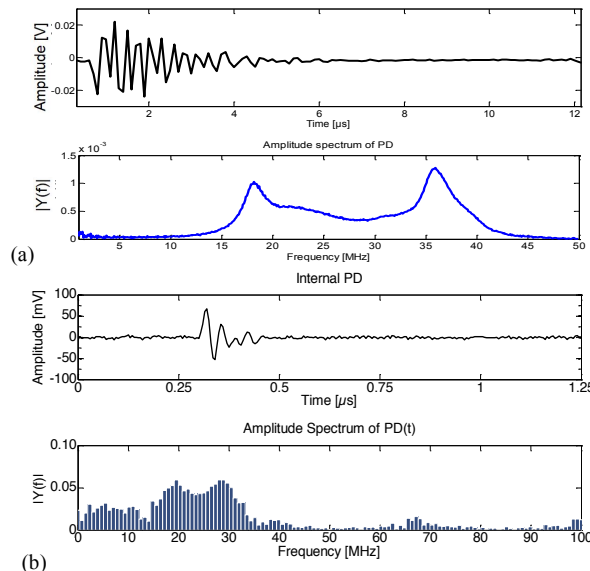 0.02
0
-0.02
Amplitude [V]
2 4 6 8 10 12
Time [µs]
Amplitude spectrum of PD
x 10⁻³
1.5
1
0.5
0
|Y(f)|
5 10 15 20 25 30 35 40 45 50
Frequency [MHz]
(a)
Internal PD
100
50
0
-50
-100
Amplitude [mV]
0 0.25 0.5 0.75 1 1.25
Time [µs]
Amplitude Spectrum of PD(t)
0.10
0.05
0
|Y(f)|
0 10 20 30 40 50 60 70 80 90 100
Frequency [MHz]
(b)